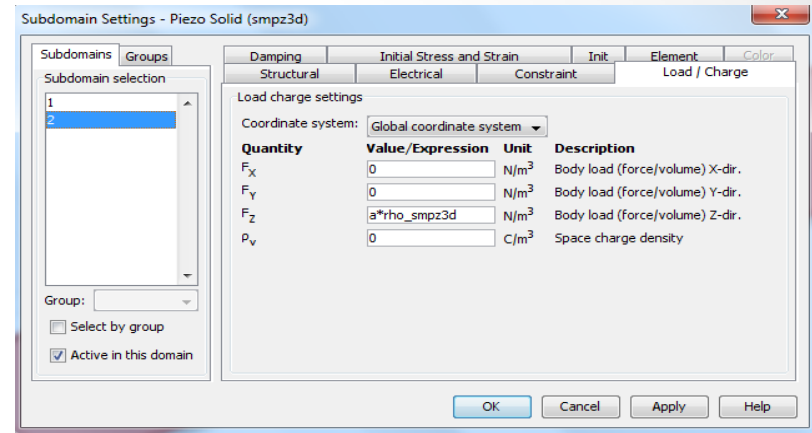 Subdomain Settings - Piezo Solid (smpz3d)
Subdomains Groups
Subdomain selection
1
2
Group:
Select by group
Active in this domain
Damping Initial Stress and Strain Init Element Color
Structural Electrical Constraint Load / Charge
Load charge settings
Coordinate system: Global coordinate system
Quantity Value/Expression Unit Description
FX 0 N/m3 Body load (force/volume) X-dir.
FY 0 N/m3 Body load (force/volume) Y-dir.
FZ a*rho_smpz3d N/m3 Body load (force/volume) Z-dir.
ρv 0 C/m3 Space charge density
OK Cancel Apply Help